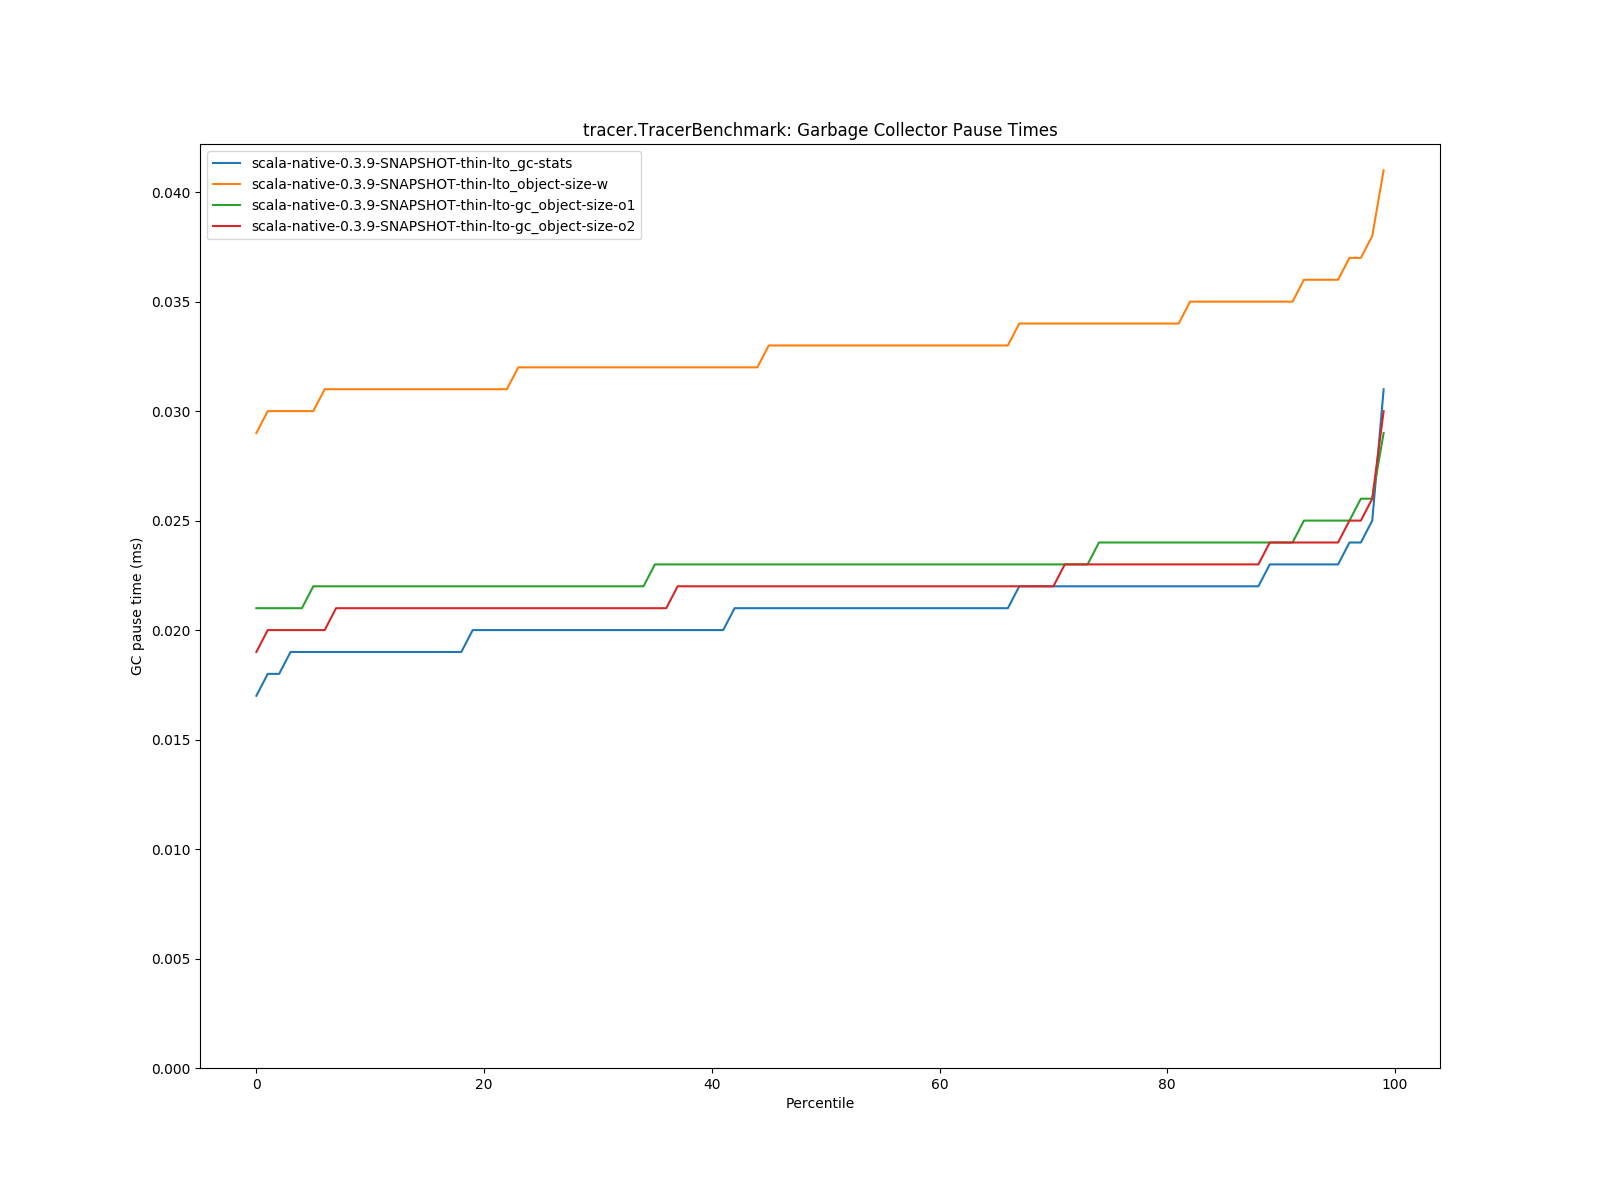 tracer.TracerBenchmark: Garbage Collector Pause Times
scala-native-0.3.9-SNAPSHOT-thin-lto_gc-stats
scala-native-0.3.9-SNAPSHOT-thin-lto_object-size-w
scala-native-0.3.9-SNAPSHOT-thin-lto-gc_object-size-o1
scala-native-0.3.9-SNAPSHOT-thin-lto-gc_object-size-o2
GC pause time (ms)
0.040
0.035
0.030
0.025
0.020
0.015
0.010
0.005
0.000
0 20 40 60 80 100
Percentile